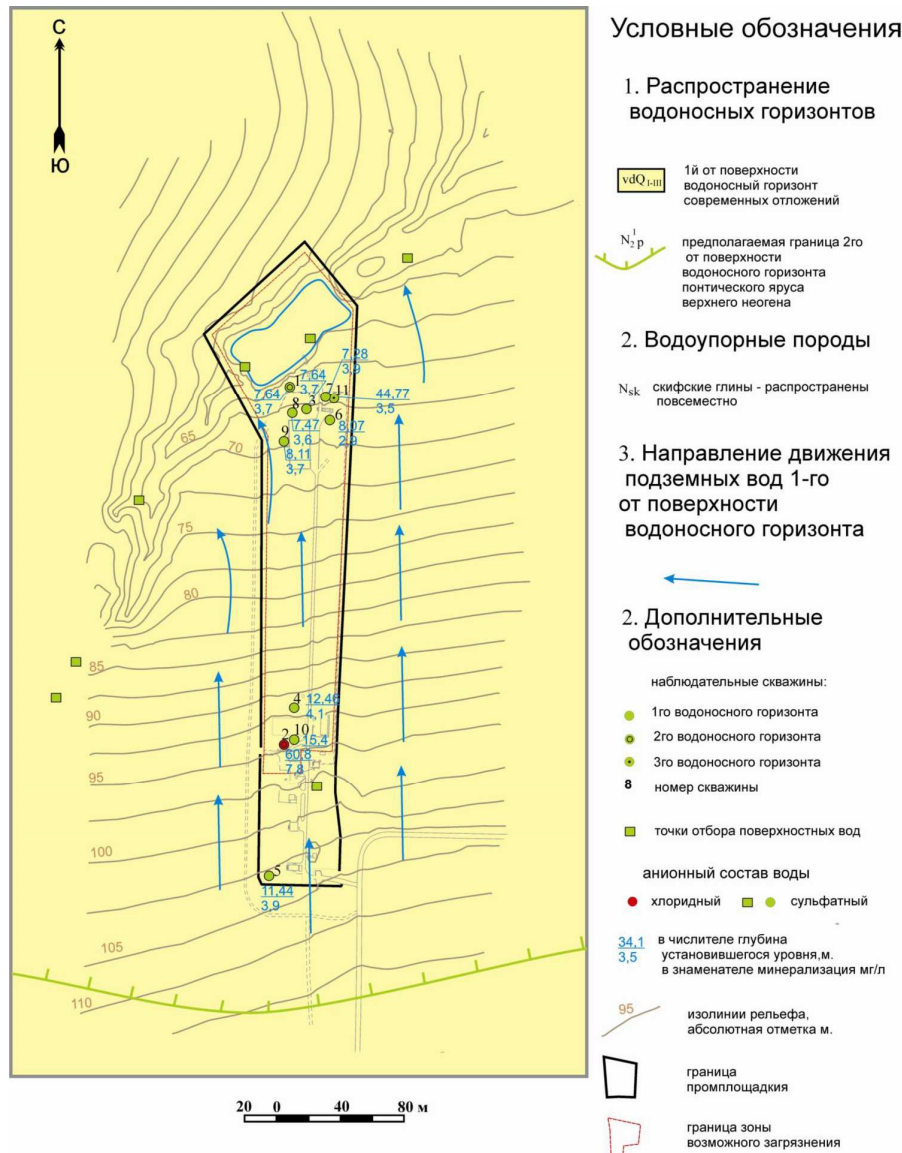 С
Ю
1
7,64
3,7
7,28
3,9
7
11
44,77
3,5
7,64
3,7
8
3
6
7,47
3,6
8,07
2,9
9
8,11
3,7
65
70
75
80
85
90
95
100
105
110
4
12,46
4,1
2
10
15,4
60,8
7,8
5
11,44
3,9
20 0 40 80 м
Условные обозначения
1. Распространение
водоносных горизонтов
vdQ I-III
1й от поверхности
водоносный горизонт
современных отложений
N₂¹p
предполагаемая граница 2го
от поверхности
водоносного горизонта
понтического яруса
верхнего неогена
2. Водоупорные породы
Nsk скифские глины - распространены
повсеместно
3. Направление движения
подземных вод 1-го
от поверхности
водоносного горизонта
2. Дополнительные
обозначения
наблюдательные скважины:
1го водоносного горизонта
2го водоносного горизонта
3го водоносного горизонта
8 номер скважины
точки отбора поверхностных вод
анионный состав воды
хлоридный сульфатный
34,1
3,5
в числителе глубина
установившегося уровня,м.
в знаменателе минерализация мг/л
95
изолинии рельефа,
абсолютная отметка м.
граница
промплощадкия
граница зоны
возможного загрязнения